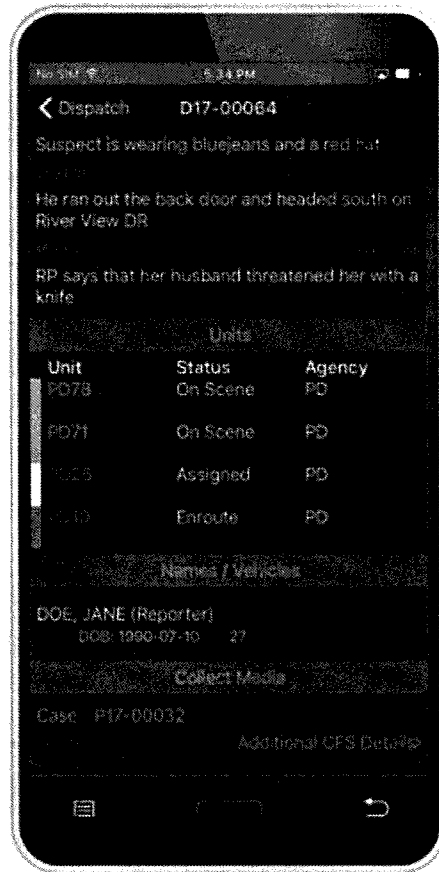 No SIM 5:34 PM
Dispatch D17-00064
Suspect is wearing bluejeans and a red hat
He ran out the back door and headed south on
River View DR
RP says that her husband threatened her with a
knife
Units
Unit Status Agency
PD78 On Scene PD
PD71 On Scene PD
Assigned PD
Enroute PD
Names / Vehicles
DOE, JANE (Reporter)
DOB: 1990-07-10 27
Collect Media
Case P17-00032
Additional CFS Details>